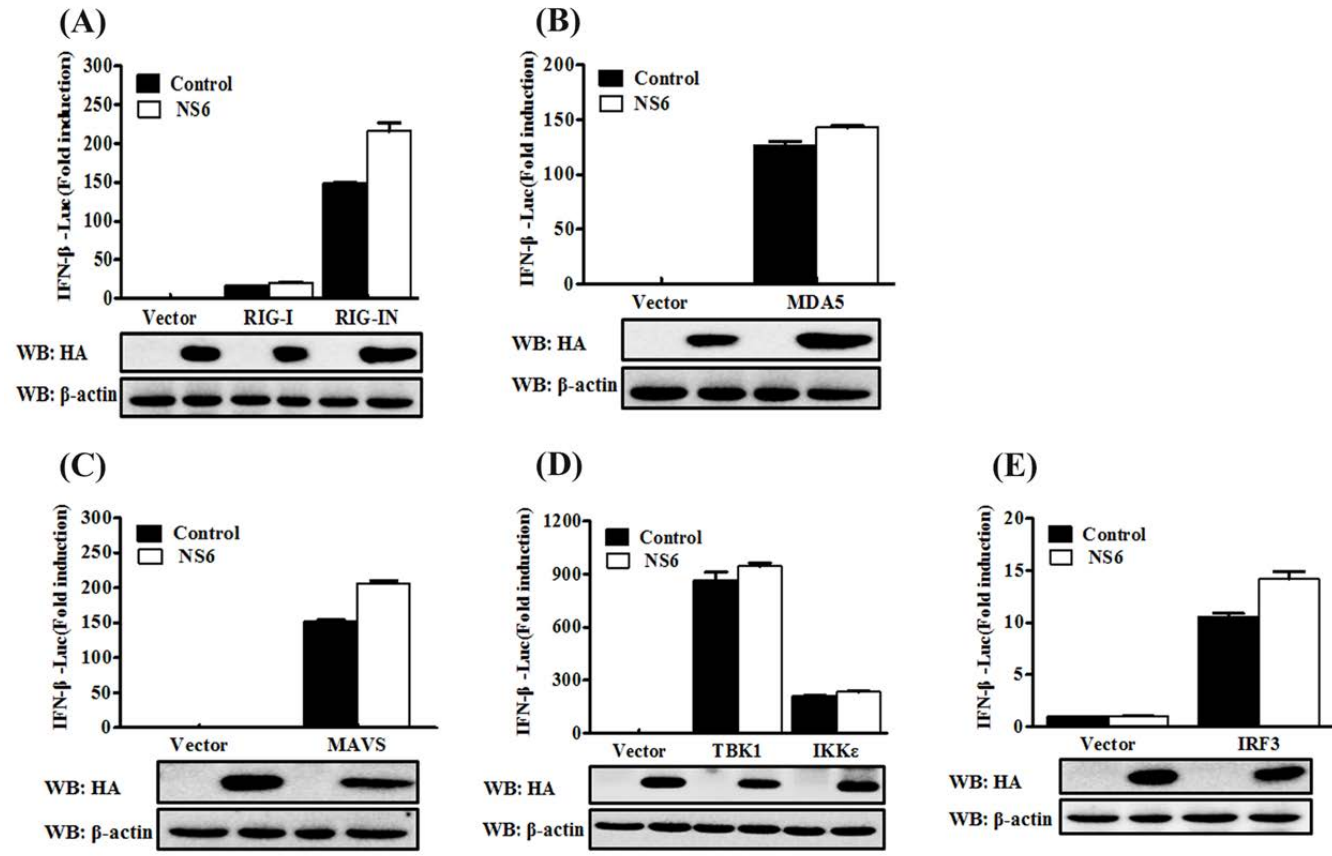 (A)
300
250
200
150
100
50
0
IFN-β -Luc(Fold induction)
Control
NS6
Vector RIG-I RIG-IN
WB: HA
WB: β-actin
(B)
200
150
100
50
0
IFN-β -Luc(Fold induction)
Control
NS6
Vector MDA5
WB: HA
WB: β-actin
(C)
300
250
200
150
100
50
0
IFN-β -Luc(Fold induction)
Control
NS6
Vector MAVS
WB: HA
WB: β-actin
(D)
1200
900
600
300
0
IFN-β -Luc(Fold induction)
Control
NS6
Vector TBK1 IKKε
WB: HA
WB: β-actin
(E)
20
15
10
5
0
IFN-β -Luc(Fold induction)
Control
NS6
Vector IRF3
WB: HA
WB: β-actin